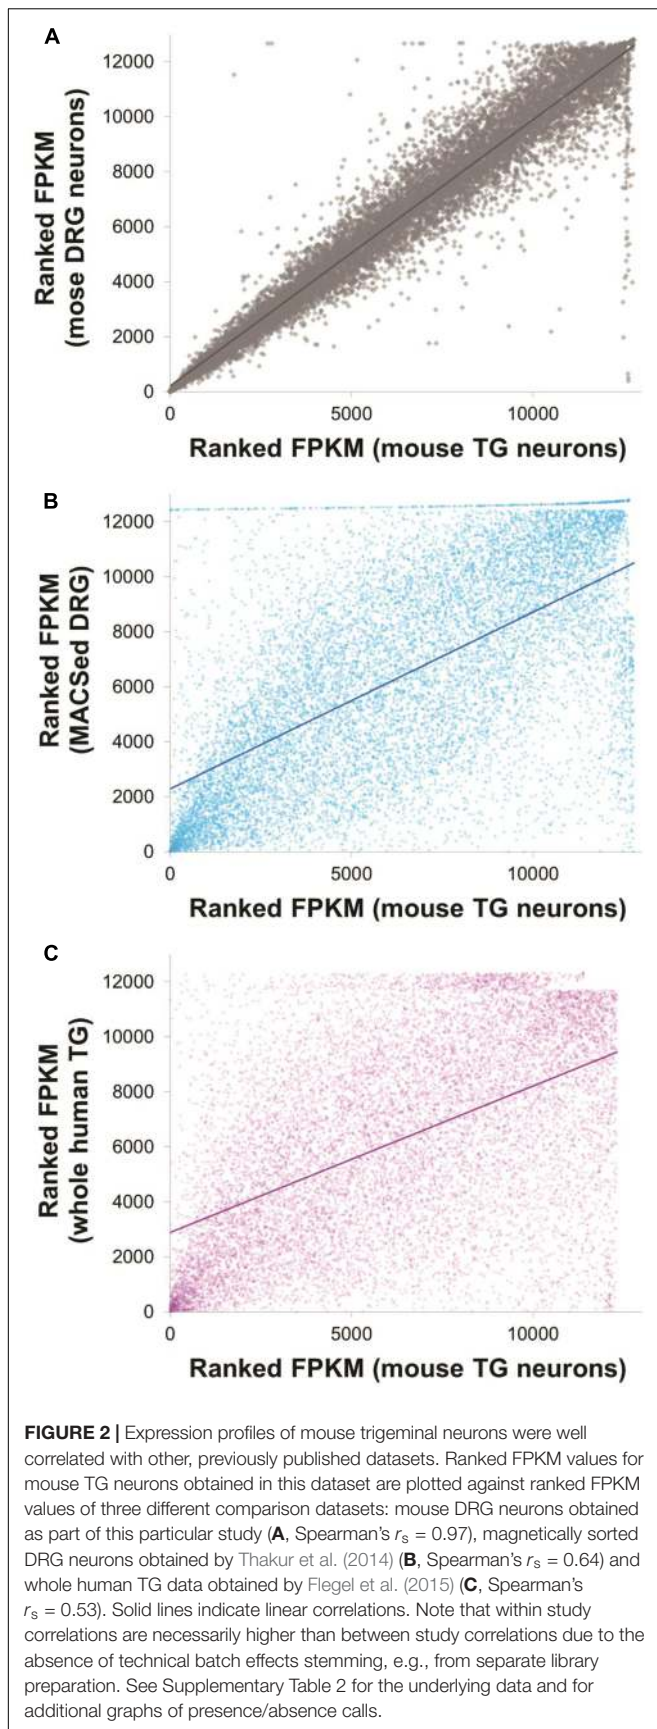 A
12000
10000
8000
6000
4000
2000
0
Ranked FPKM
(mose DRG neurons)
0 5000 10000
Ranked FPKM (mouse TG neurons)
B
12000
10000
8000
6000
4000
2000
0
Ranked FPKM
(MACSed DRG)
0 5000 10000
Ranked FPKM (mouse TG neurons)
C
12000
10000
8000
6000
4000
2000
0
Ranked FPKM
(whole human TG)
0 5000 10000
Ranked FPKM (mouse TG neurons)
FIGURE 2 | Expression profiles of mouse trigeminal neurons were well
correlated with other, previously published datasets. Ranked FPKM values for
mouse TG neurons obtained in this dataset are plotted against ranked FPKM
values of three different comparison datasets: mouse DRG neurons obtained
as part of this particular study (A, Spearman's rs = 0.97), magnetically sorted
DRG neurons obtained by Thakur et al. (2014) (B, Spearman's rs = 0.64) and
whole human TG data obtained by Flegel et al. (2015) (C, Spearman's
rs = 0.53). Solid lines indicate linear correlations. Note that within study
correlations are necessarily higher than between study correlations due to the
absence of technical batch effects stemming, e.g., from separate library
preparation. See Supplementary Table 2 for the underlying data and for
additional graphs of presence/absence calls.